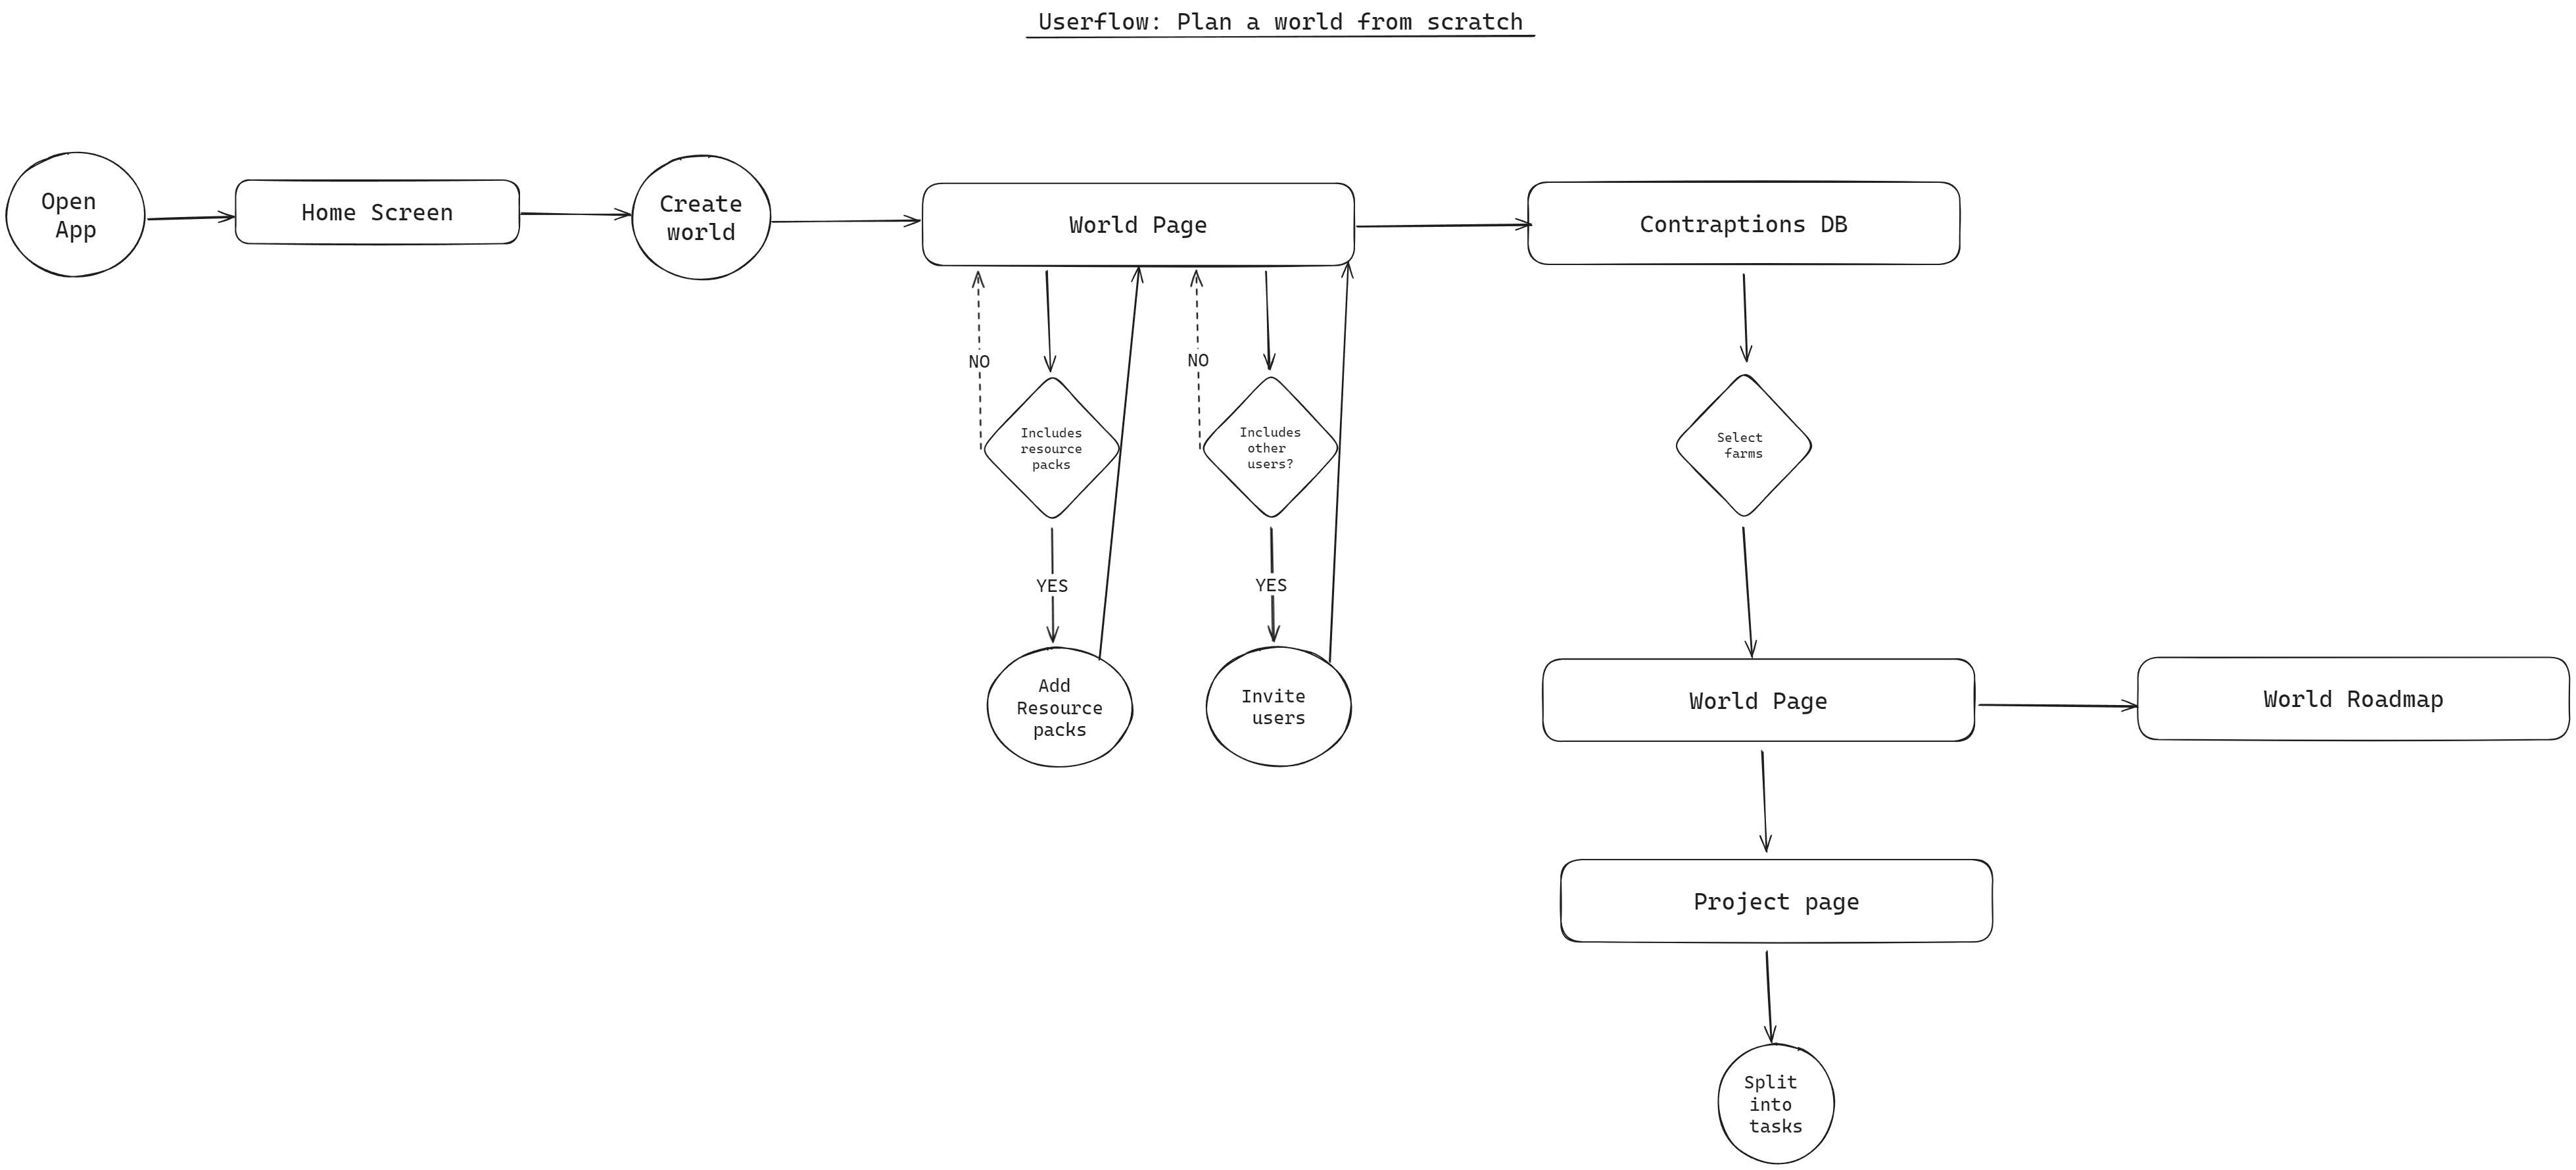 Userflow: Plan a world from scratch
Open
App
Home Screen
Create
world
World Page
Contraptions DB
NO
NO
Includes
resource
packs
Includes
other
users?
Select
farms
YES
YES
Add
Resource
packs
Invite
users
World Page
World Roadmap
Project page
Split
into
tasks